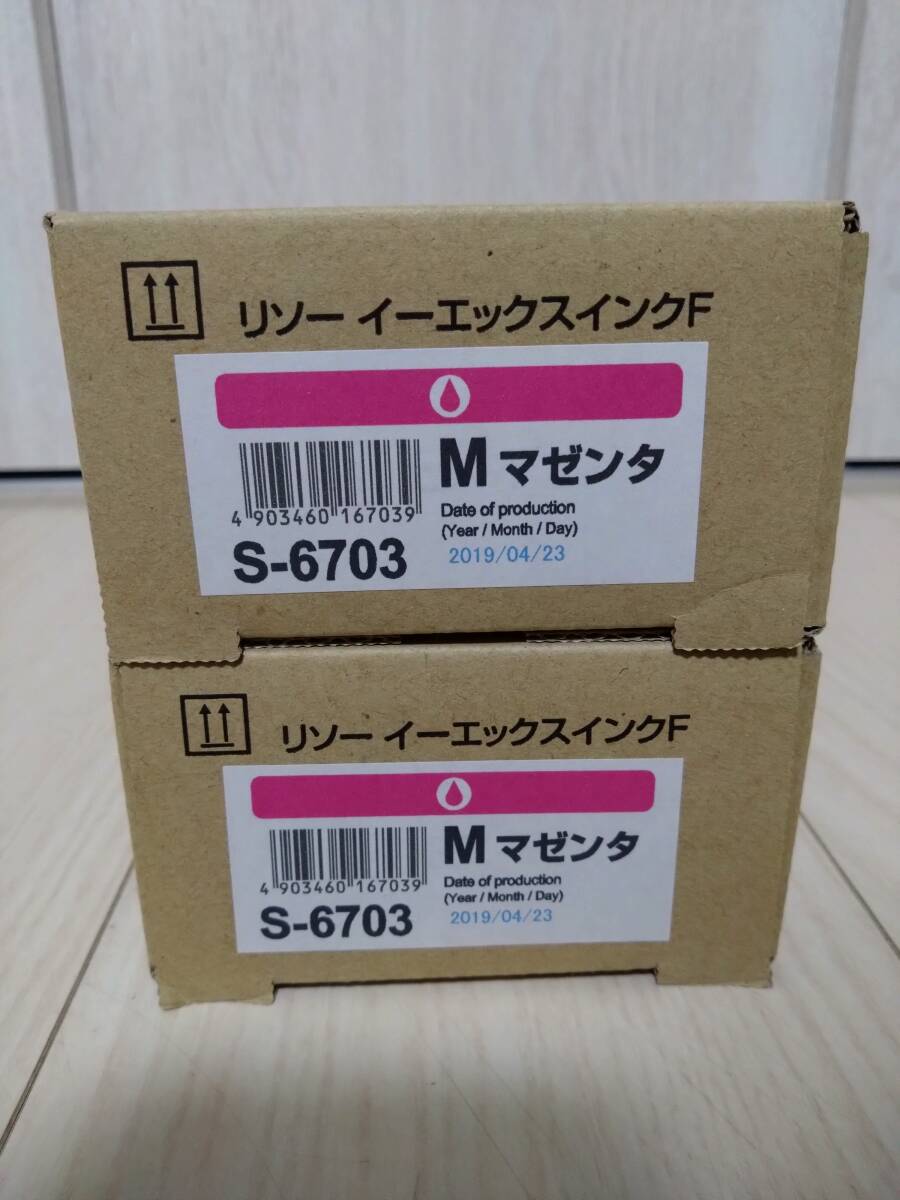 リソー イーエックスインクF
M マゼンタ
4 903460 167039
Date of production
(Year / Month / Day)
S-6703
2019/04/23
リソー イーエックスインクF
M マゼンタ
4 903460 167039
Date of production
(Year / Month / Day)
S-6703
2019/04/23